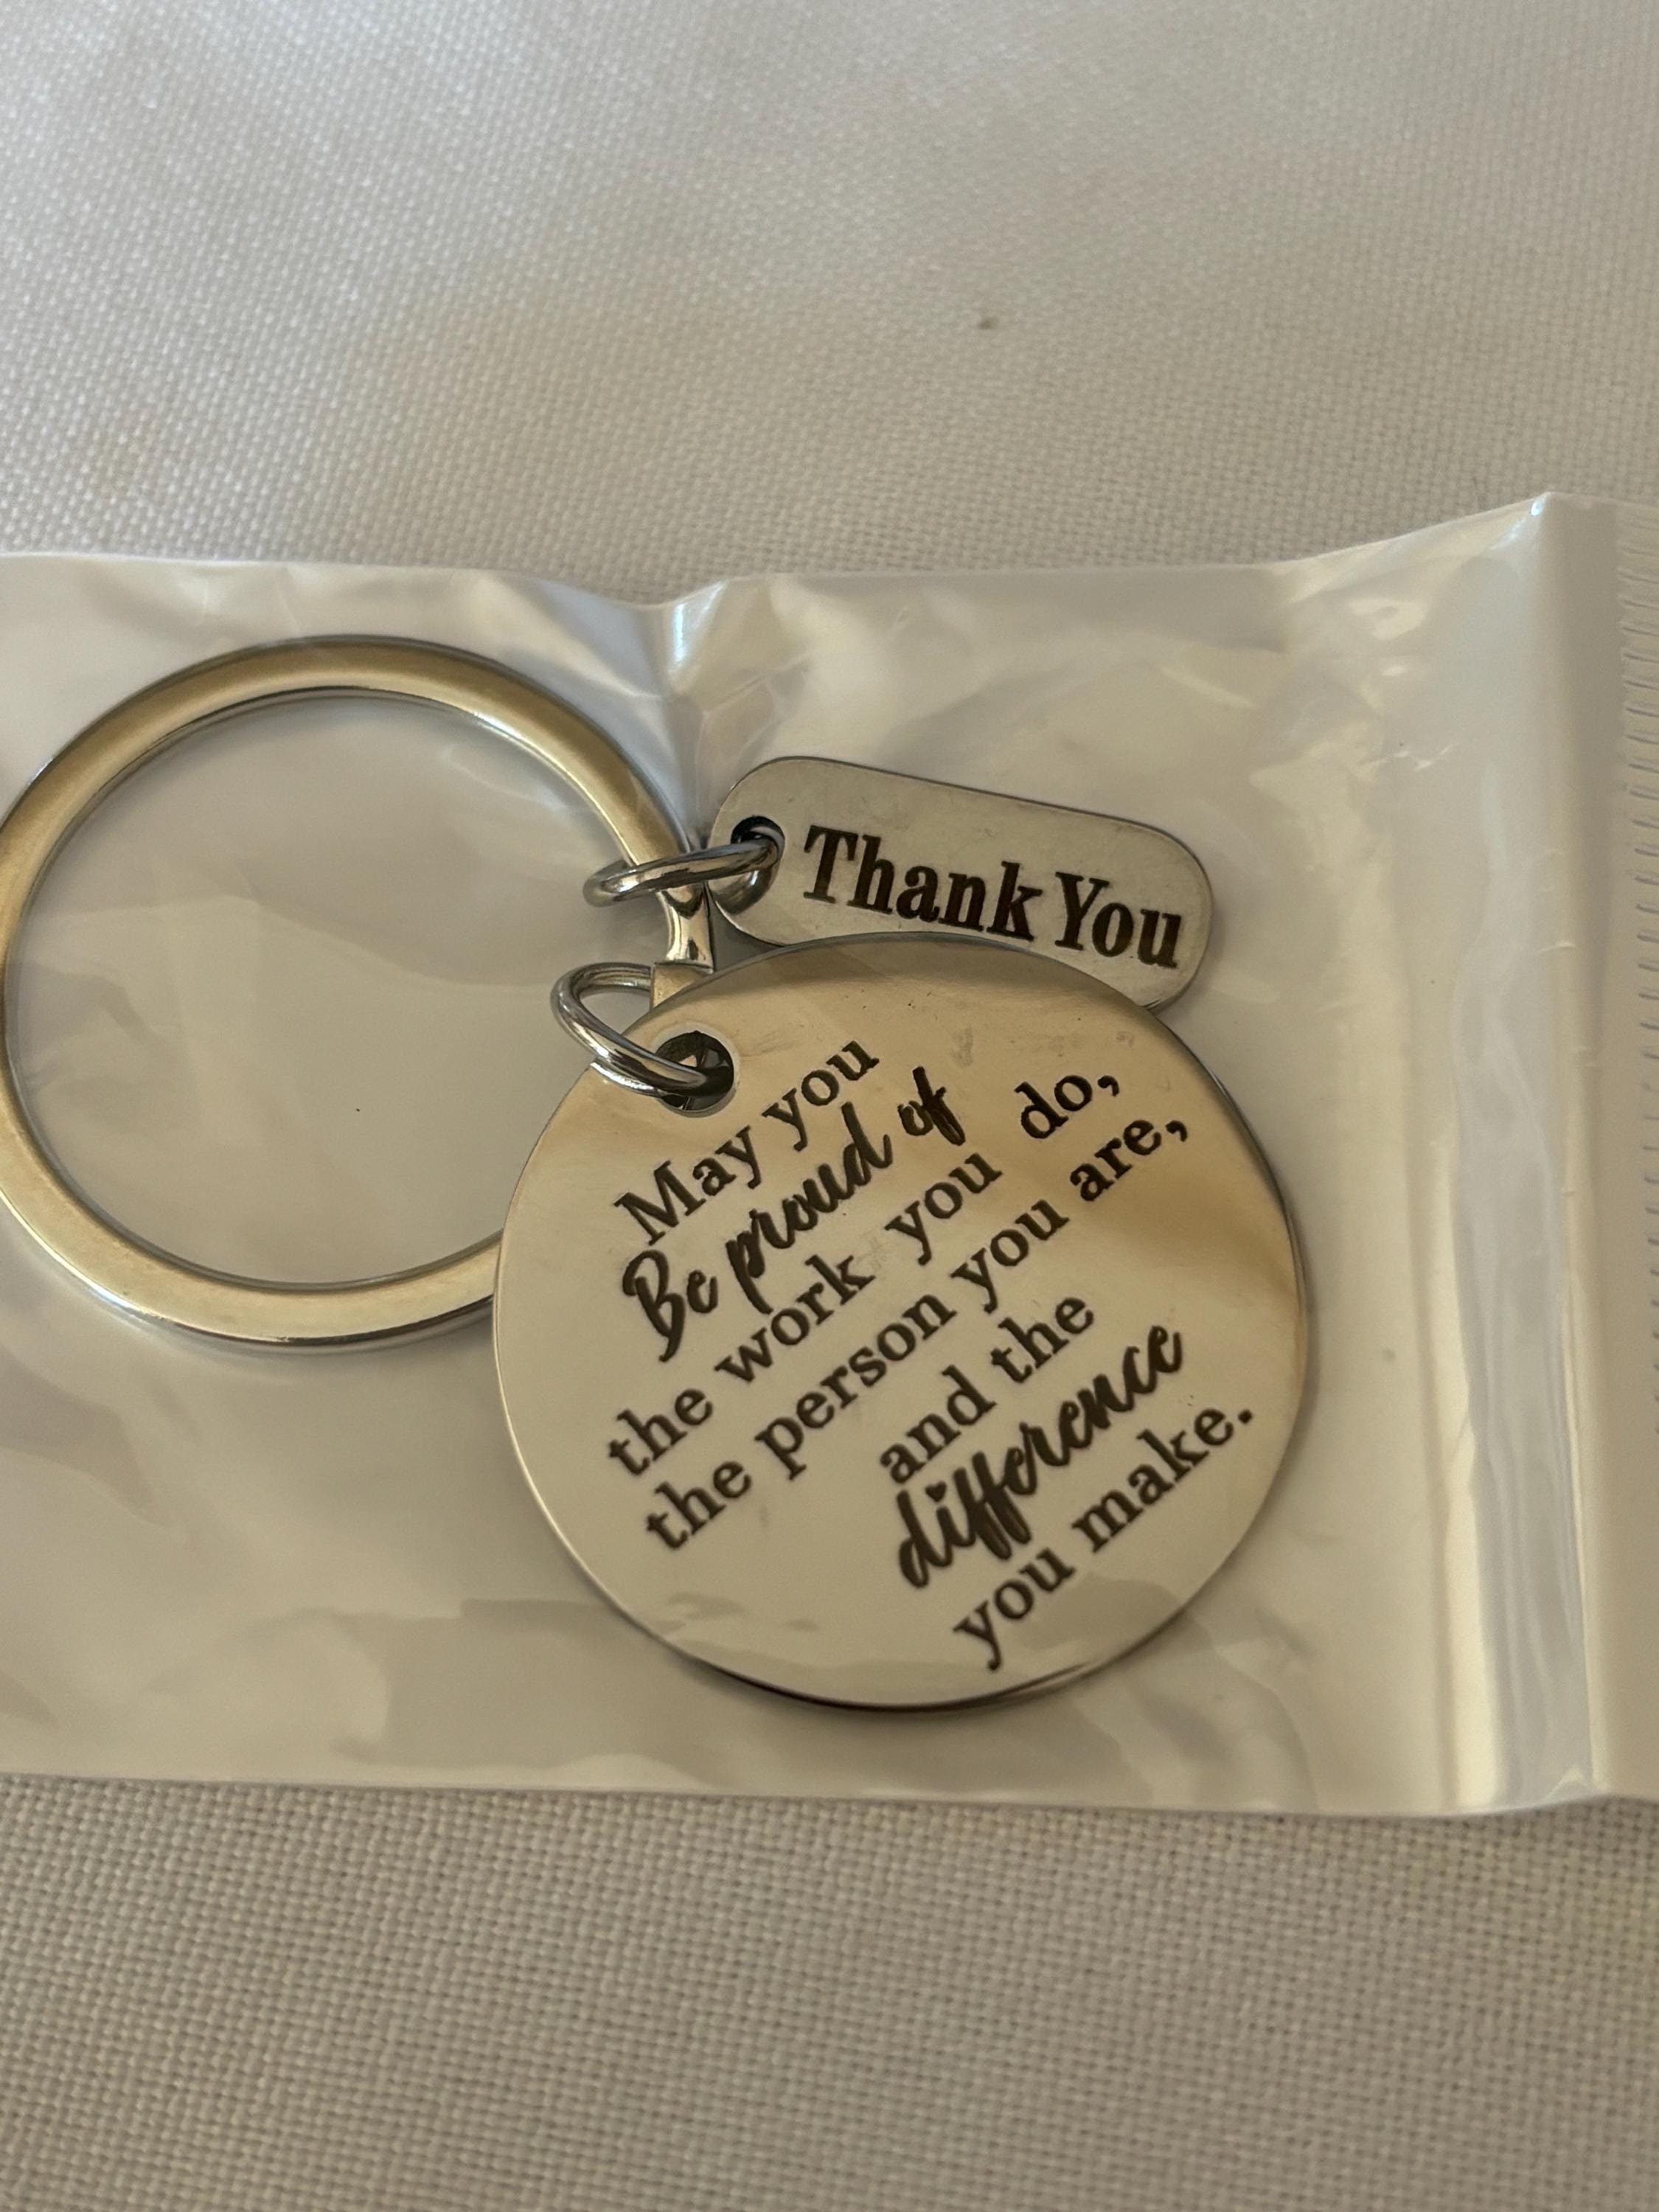 Thank You
May you
Be proud of
the work you do,
the person you are,
and the
difference
you make.